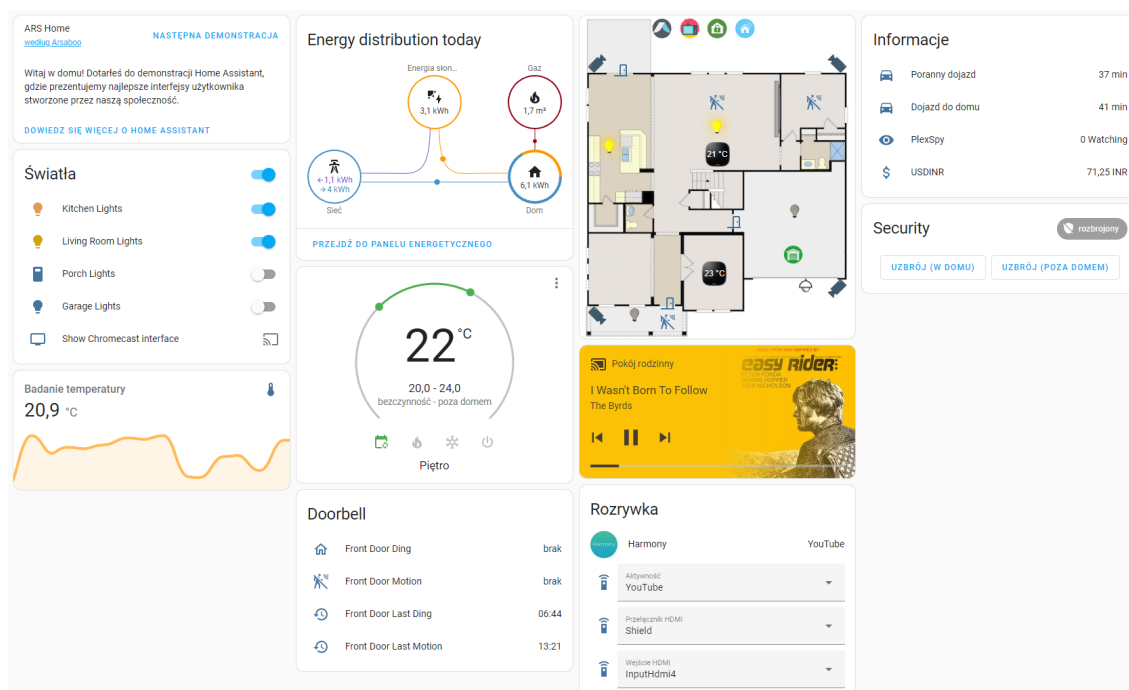 ARS Home
według Arsaboo
NASTĘPNA DEMONSTRACJA
Witaj w domu! Dotarłeś do demonstracji Home Assistant,
gdzie prezentujemy najlepsze interfejsy użytkownika
stworzone przez naszą społeczność.
DOWIEDZ SIĘ WIĘCEJ O HOME ASSISTANT
Światła
Kitchen Lights
Living Room Lights
Porch Lights
Garage Lights
Show Chromecast interface
Badanie temperatury
20,9 °C
Energy distribution today
Energia słon...
Gaz
3,1 kWh
1,7 m³
←1,1 kWh
→4 kWh
6,1 kWh
Sieć
Dom
PRZEJDŹ DO PANELU ENERGETYCZNEGO
22 °C
20,0 - 24,0
bezczynność - poza domem
Piętro
Doorbell
Front Door Ding brak
Front Door Motion brak
Front Door Last Ding 06:44
Front Door Last Motion 13:21
21 °C
23 °C
Pokój rodzinny
I Wasn't Born To Follow
The Byrds
easy RideR:
PETER FONDA
DENNIS HOPPER
JACK NICHOLSON
Rozrywka
Harmony
Harmony YouTube
Aktywność
YouTube
Przełącznik HDMI
Shield
Wejście HDMI
InputHdmi4
Informacje
Poranny dojazd 37 min
Dojazd do domu 41 min
PlexSpy 0 Watching
USDINR 71,25 INR
Security
rozbrojony
UZBRÓJ (W DOMU)
UZBRÓJ (POZA DOMEM)